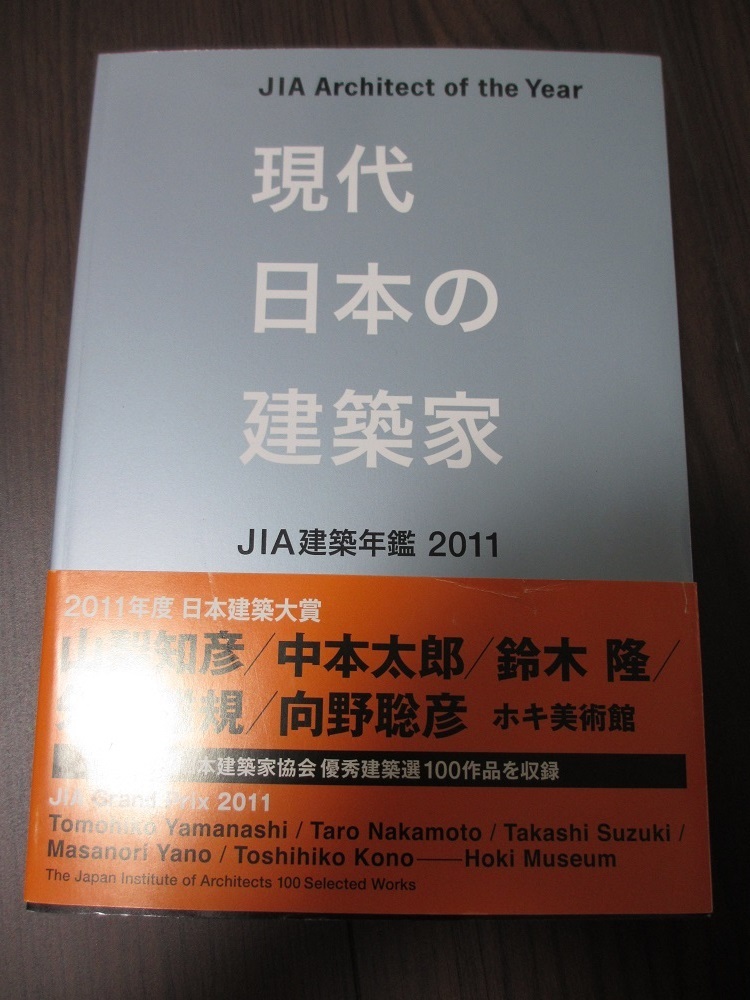 JIA Architect of the Year
現代
日本の
建築家
JIA建築年鑑 2011
2011年度 日本建築大賞
山梨知彦/中本太郎/鈴木 隆/
規/向野聡彦 ホキ美術館
本建築家協会 優秀建築選100作品を収録
JIA Grand Prix 2011
Tomohiko Yamanashi / Taro Nakamoto / Takashi Suzuki /
Masanori Yano / Toshihiko Kono——Hoki Museum
The Japan Institute of Architects 100 Selected Works